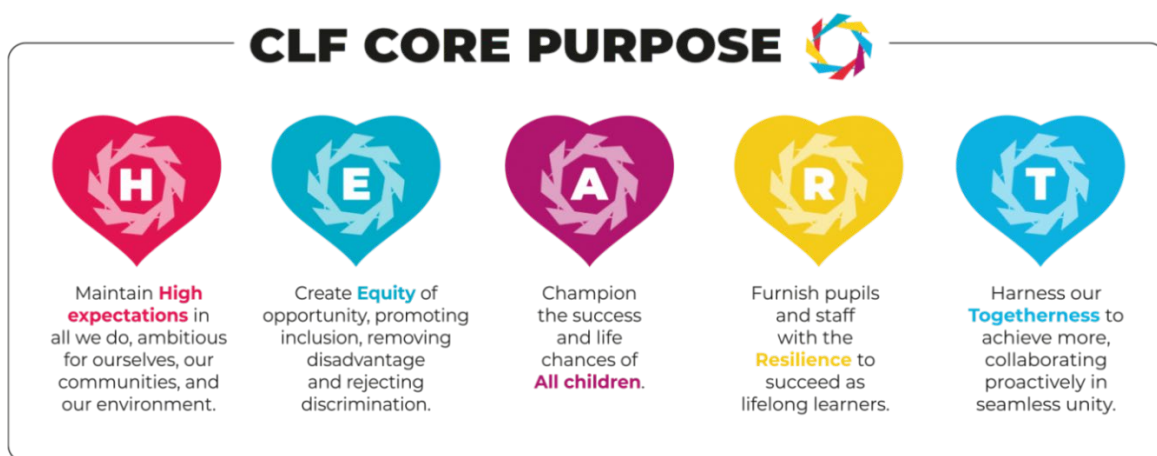 CLF CORE PURPOSE
H
Maintain High
expectations in
all we do, ambitious
for ourselves, our
communities, and
our environment.
E
Create Equity of
opportunity, promoting
inclusion, removing
disadvantage
and rejecting
discrimination.
A
Champion
the success
and life
chances of
All children.
R
Furnish pupils
and staff
with the
Resilience to
succeed as
lifelong learners.
T
Harness our
Togetherness to
achieve more,
collaborating
proactively in
seamless unity.